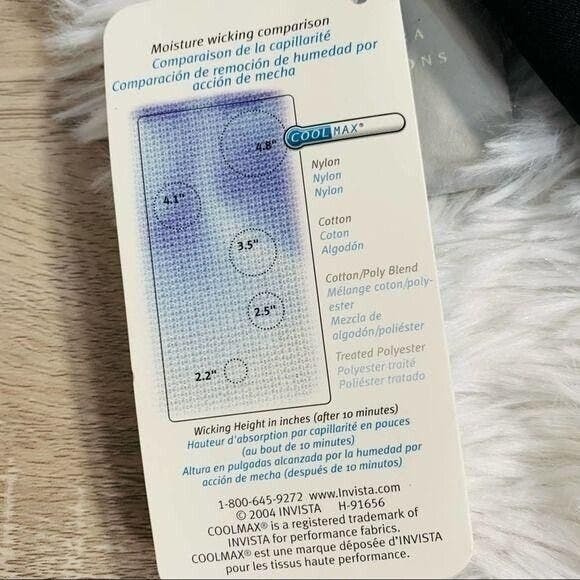 Moisture wicking comparison
Comparaison de la capillarité
Comparación de remoción de humedad por
acción de mecha
COOLMAX®
4.8"
Nylon
Nylon
Nylon
4.1"
Cotton
Coton
Algodón
3.5"
Cotton/Poly Blend
Mélange coton/poly-
ester
Mezcla de
algodón/poliéster
2.5"
Treated Polyester
Polyester traité
Poliéster tratado
2.2"
Wicking Height in inches (after 10 minutes)
Hauteur d'absorption par capillarité en pouces
(au bout de 10 minutes)
Altura en pulgadas alcanzada por la humedad por
acción de mecha (después de 10 minutos)
1-800-645-9272 www.Invista.com
© 2004 INVISTA H-91656
COOLMAX® is a registered trademark of
INVISTA for performance fabrics.
COOLMAX® est une marque déposée d'INVISTA
pour les tissus haute performance.